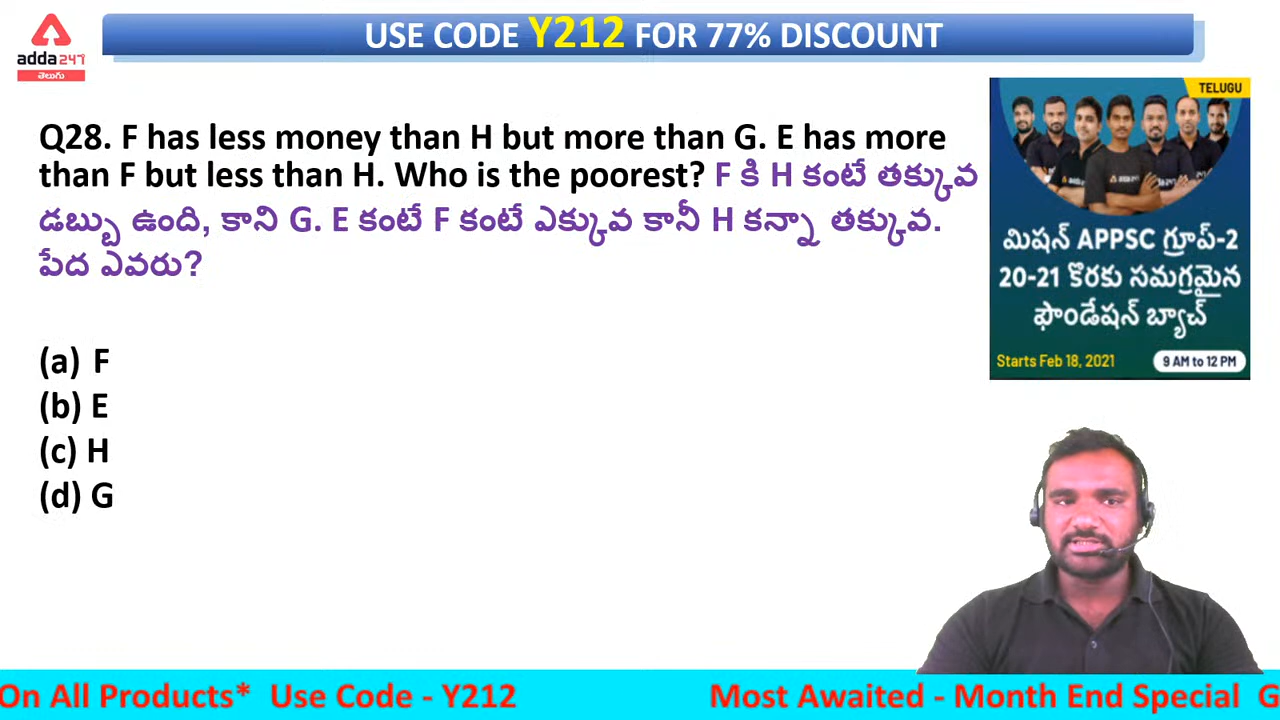 USE CODE Y212 FOR 77% DISCOUNT
adda247
తెలుగు
TELUGU
Q28. F has less money than H but more than G. E has more
than F but less than H. Who is the poorest? F కి H కంటే తక్కువ
డబ్బు ఉంది, కాని G. E కంటే F కంటే ఎక్కువ కానీ H కన్నా తక్కువ.
పేద ఎవరు?
మిషన్ APPSC గ్రూప్-2
20-21 కొరకు సమగ్రమైన
ఫౌండేషన్ బ్యాచ్
Starts Feb 18, 2021
9 AM to 12 PM
(a) F
(b) E
(c) H
(d) G
On All Products* Use Code - Y212
Most Awaited - Month End Special G